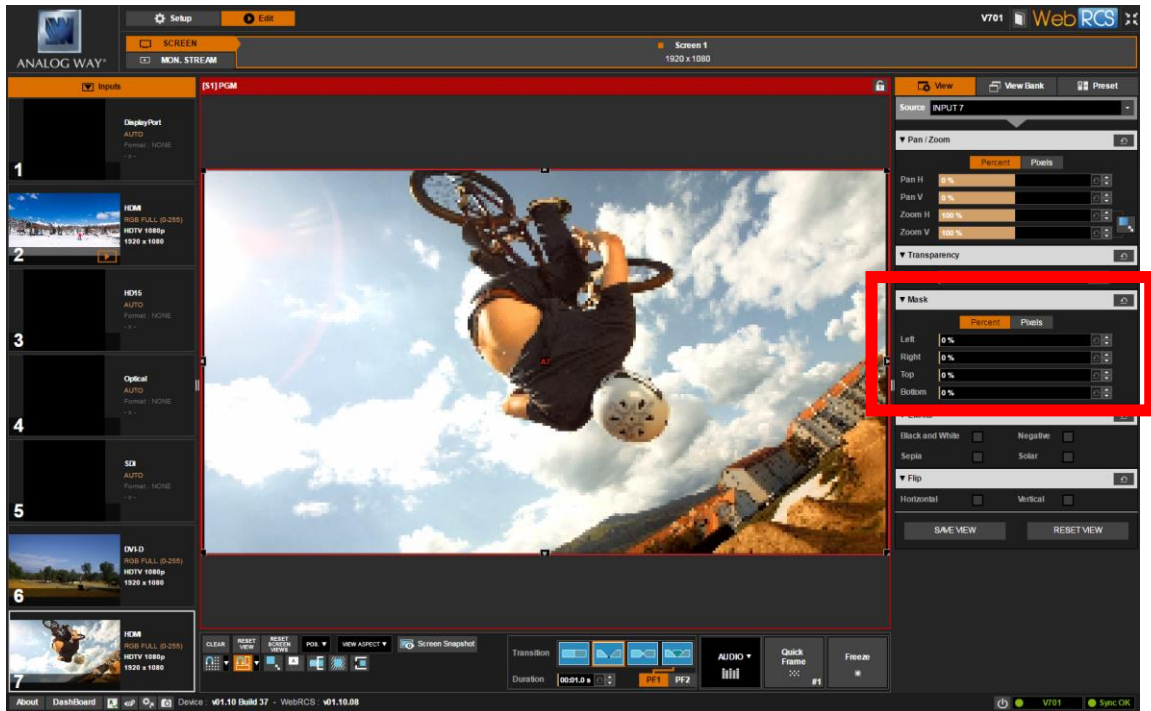 Setup
Edit
V701
Web RCS
ANALOG WAY®
SCREEN
MON. STREAM
Screen 1
1920 x 1080
Inputs
DisplayPort
AUTO
Format : NONE
- x -
1
HDMI
RGB FULL (0-255)
HDTV 1080p
1920 x 1080
2
HD15
AUTO
Format : NONE
- x -
3
Optical
AUTO
Format : NONE
- x -
4
SDI
AUTO
Format : NONE
- x -
5
DVI-D
RGB FULL (0-255)
HDTV 1080p
1920 x 1080
6
HDMI
RGB FULL (0-255)
HDTV 1080p
1920 x 1080
7
[S1] PGM
A7
CLEAR
RESET VIEW
RESET SCREEN VIEWS
POS. ▼
VIEW ASPECT ▼
Screen Snapshot
Transition
Duration
00:01.0 s
PF1
PF2
AUDIO ▼
Quick Frame
#1
Freeze
View
View Bank
Preset
Source INPUT 7
▼ Pan / Zoom
Percent Pixels
Pan H 0 %
Pan V 0 %
Zoom H 100 %
Zoom V 100 %
▼ Transparency
▼ Mask
Percent Pixels
Left 0 %
Right 0 %
Top 0 %
Bottom 0 %
Black and White Negative
Sepia Solar
▼ Flip
Horizontal Vertical
SAVE VIEW
RESET VIEW
About DashBoard Device : v01.10 Build 37 - WebRCS : v01.10.08
V701 Sync OK